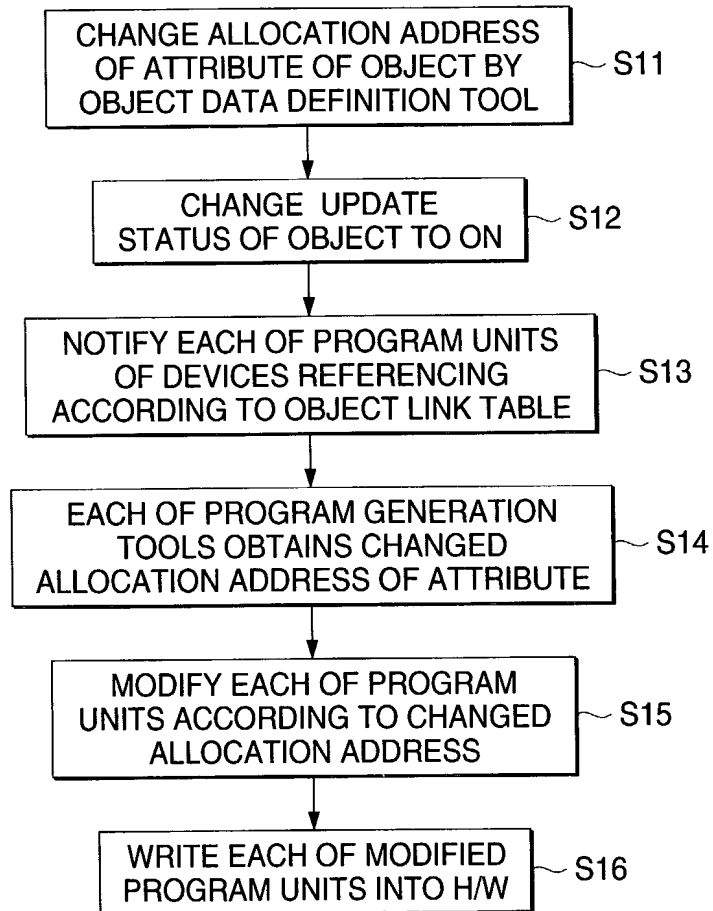 CHANGE ALLOCATION ADDRESS
OF ATTRIBUTE OF OBJECT BY
OBJECT DATA DEFINITION TOOL
S11
CHANGE UPDATE
STATUS OF OBJECT TO ON
S12
NOTIFY EACH OF PROGRAM UNITS
OF DEVICES REFERENCING
ACCORDING TO OBJECT LINK TABLE
S13
EACH OF PROGRAM GENERATION
TOOLS OBTAINS CHANGED
ALLOCATION ADDRESS OF ATTRIBUTE
S14
MODIFY EACH OF PROGRAM
UNITS ACCORDING TO CHANGED
ALLOCATION ADDRESS
S15
WRITE EACH OF MODIFIED
PROGRAM UNITS INTO H/W
S16